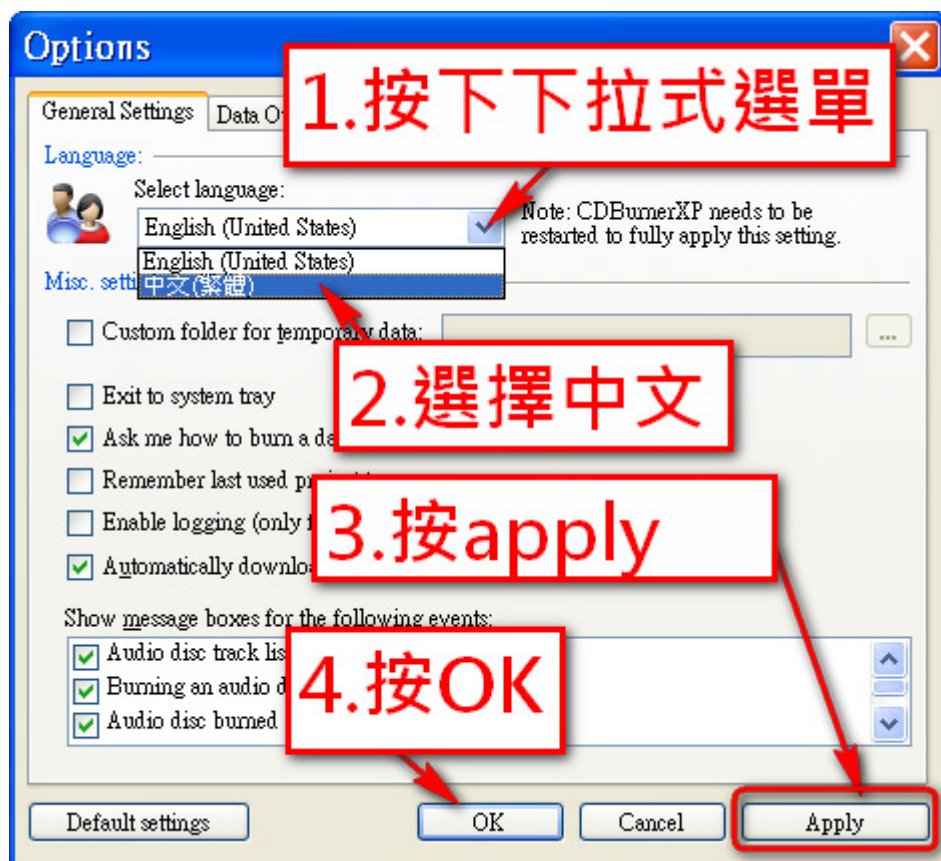 Options
1.按下下拉式選單
General Settings
Data O
Language:
Select language:
English (United States)
Note: CDBurnerXP needs to be
restarted to fully apply this setting.
English (United States)
中文(繁體)
Misc. setti
Custom folder for temporary data:
...
2.選擇中文
Exit to system tray
Ask me how to burn a da
Remember last used
3.按apply
Enable logging (only
Automatically downloa
Show message boxes for the following events:
Audio disc track lis
4.按OK
Burning an audio d
Audio disc burned
Default settings
OK
Cancel
Apply